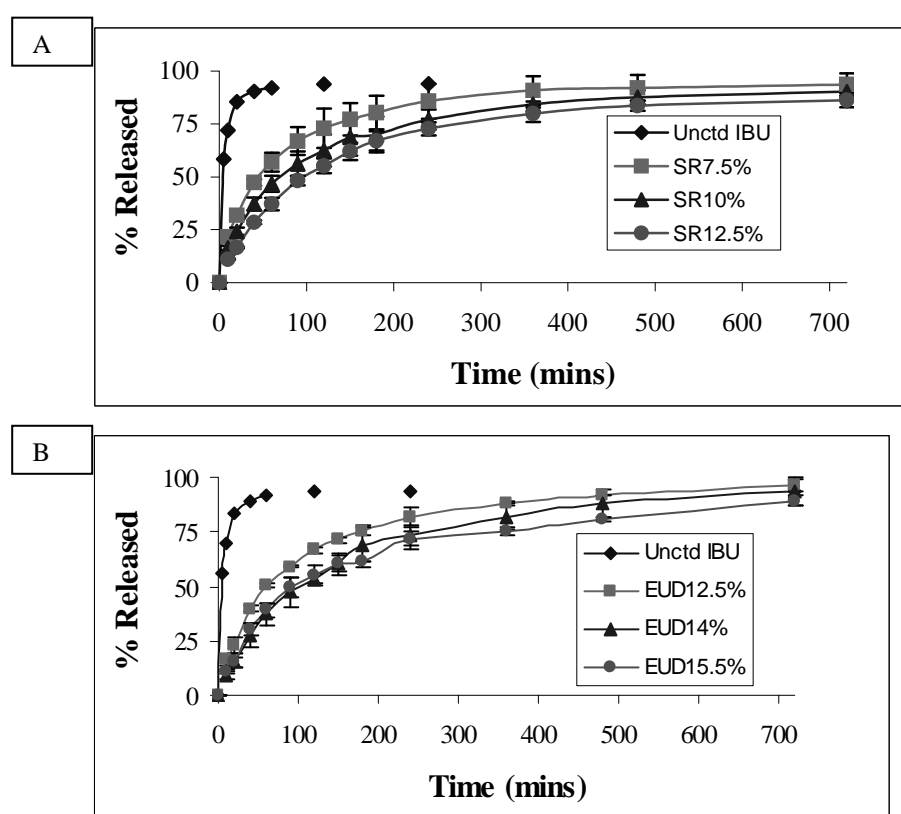 A
% Released
100
75
50
25
0
0 100 200 300 400 500 600 700
Time (mins)
Unctd IBU
SR7.5%
SR10%
SR12.5%
B
% Released
100
75
50
25
0
0 100 200 300 400 500 600 700
Time (mins)
Unctd IBU
EUD12.5%
EUD14%
EUD15.5%